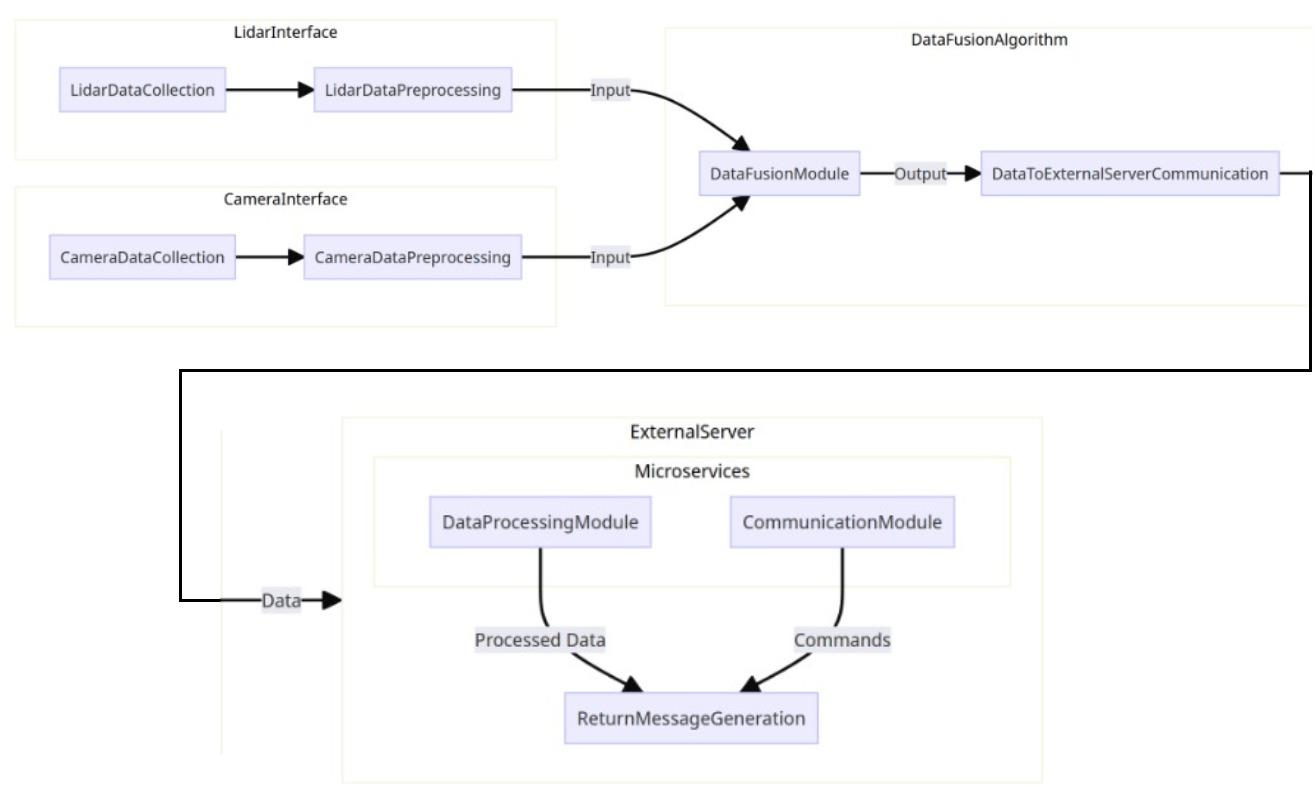 LidarInterface
LidarDataCollection
LidarDataPreprocessing
Input
CameraInterface
CameraDataCollection
CameraDataPreprocessing
Input
DataFusionAlgorithm
DataFusionModule
Output
DataToExternalServerCommunication
Data
ExternalServer
Microservices
DataProcessingModule
CommunicationModule
Processed Data
Commands
ReturnMessageGeneration